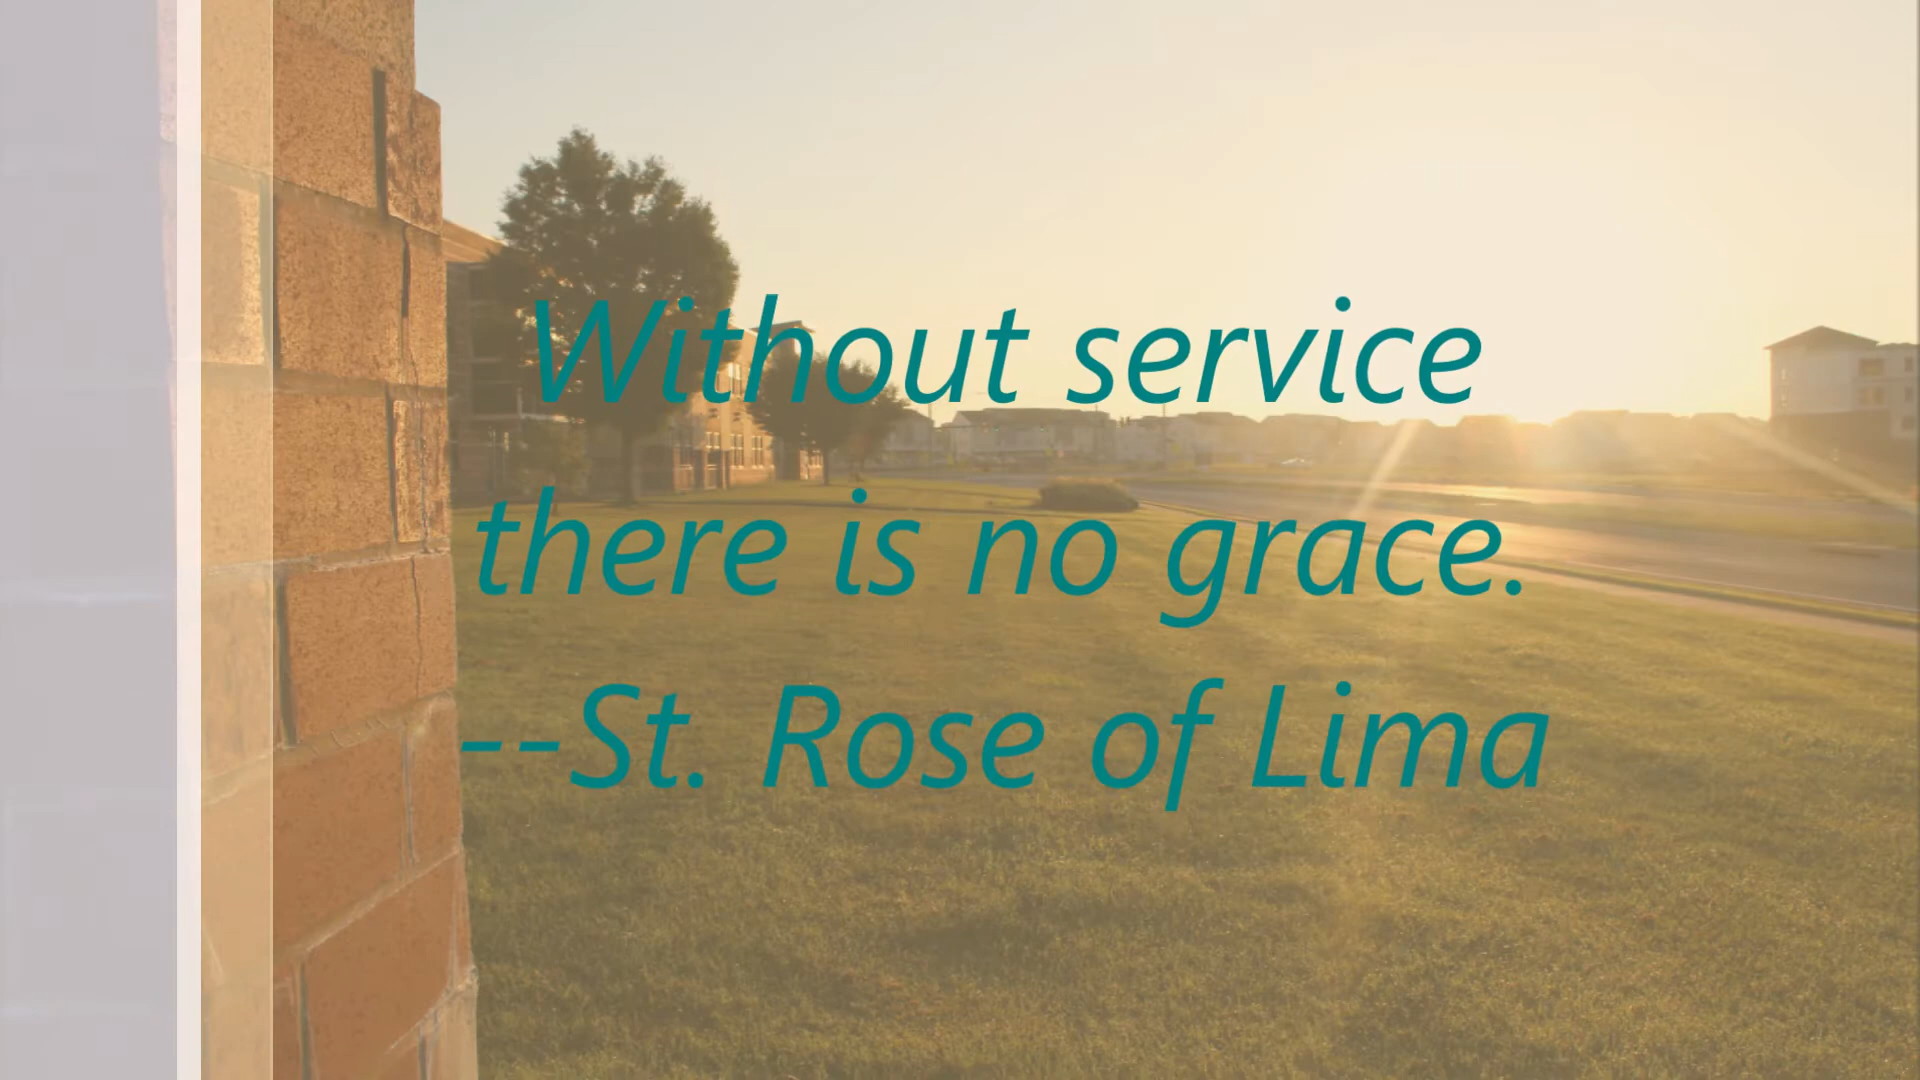 Without service
there is no grace.
--St. Rose of Lima